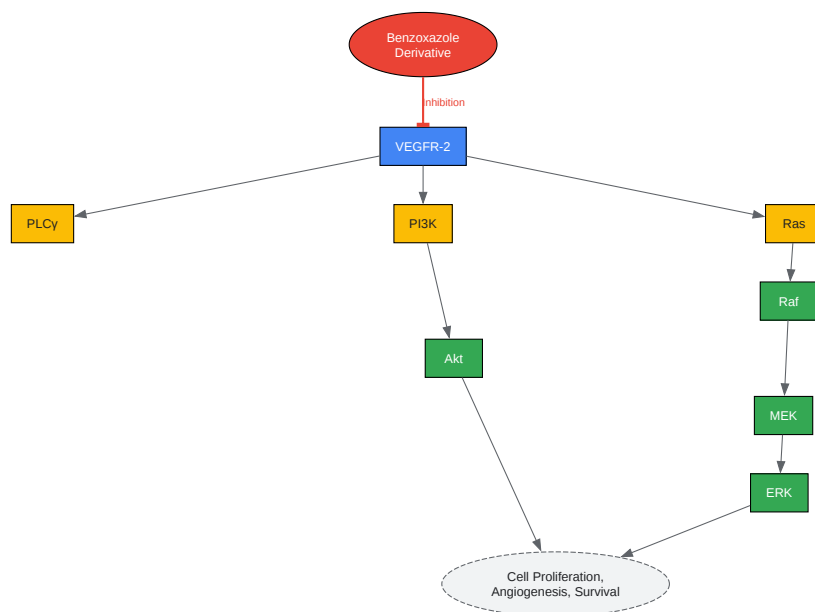 Benzoxazole
Derivative
Inhibition
VEGFR-2
PLCγ
PI3K
Ras
Raf
Akt
MEK
ERK
Cell Proliferation,
Angiogenesis, Survival